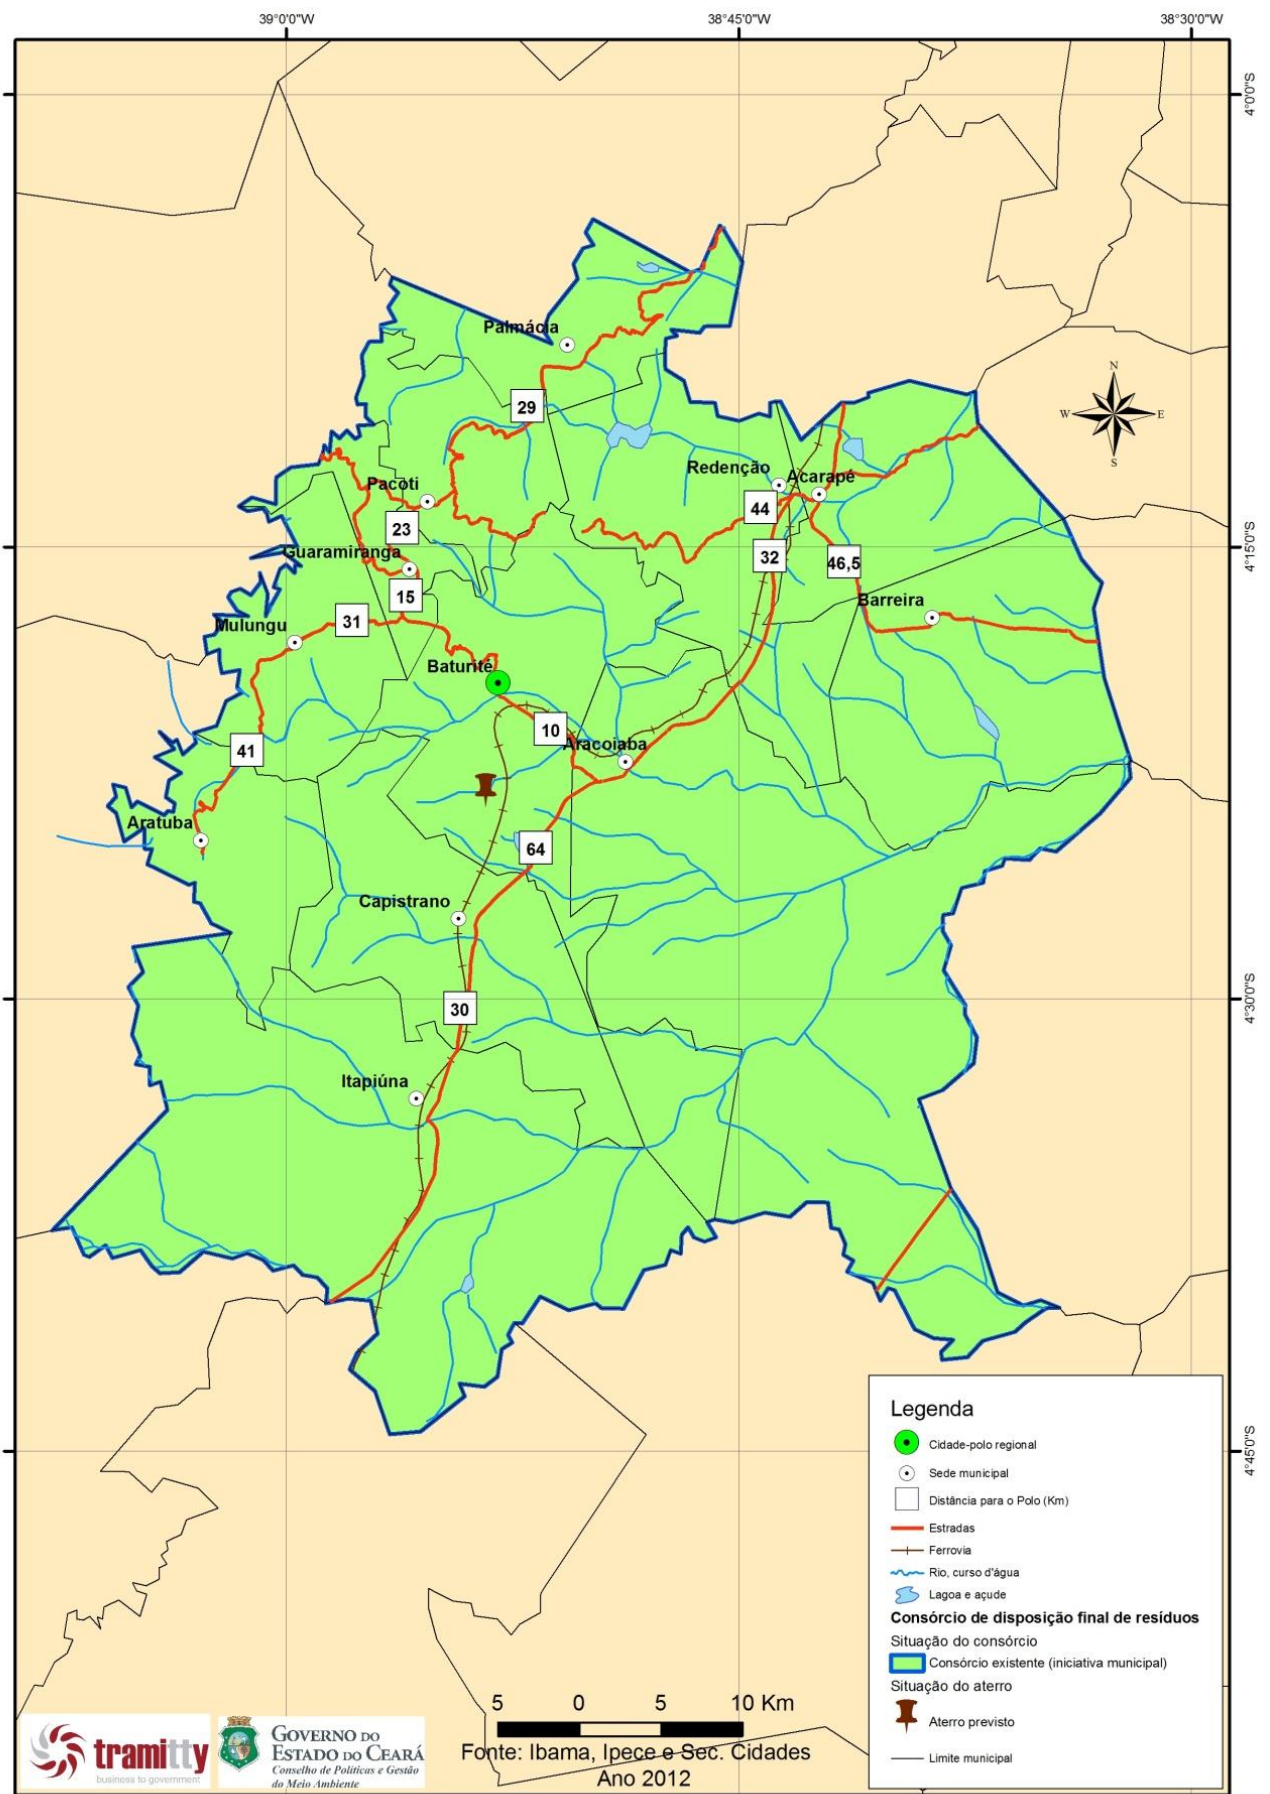 39°0'0"W
38°45'0"W
38°30'0"W
4°0'0"S
N
W
E
S
Palmácia
29
Redenção
Acarapé
Pacoti
44
23
Guaramiranga
32
46,5
4°15'0"S
15
Barreira
31
Mulungu
Baturité
10
Aracoiaba
41
Aratuba
64
Capistrano
30
4°30'0"S
Itapiúna
Legenda
Cidade-polo regional
Sede municipal
Distância para o Polo (Km)
Estradas
Ferrovia
Rio, curso d'água
Lagoa e açude
Consórcio de disposição final de resíduos
Situação do consórcio
Consórcio existente (iniciativa municipal)
Situação do aterro
Aterro previsto
Limite municipal
4°45'0"S
5 0 5 10 Km
Fonte: Ibama, Ipece e Sec. Cidades
Ano 2012
tramitty
business to government
GOVERNO DO
ESTADO DO CEARÁ
Conselho de Políticas e Gestão
do Meio Ambiente